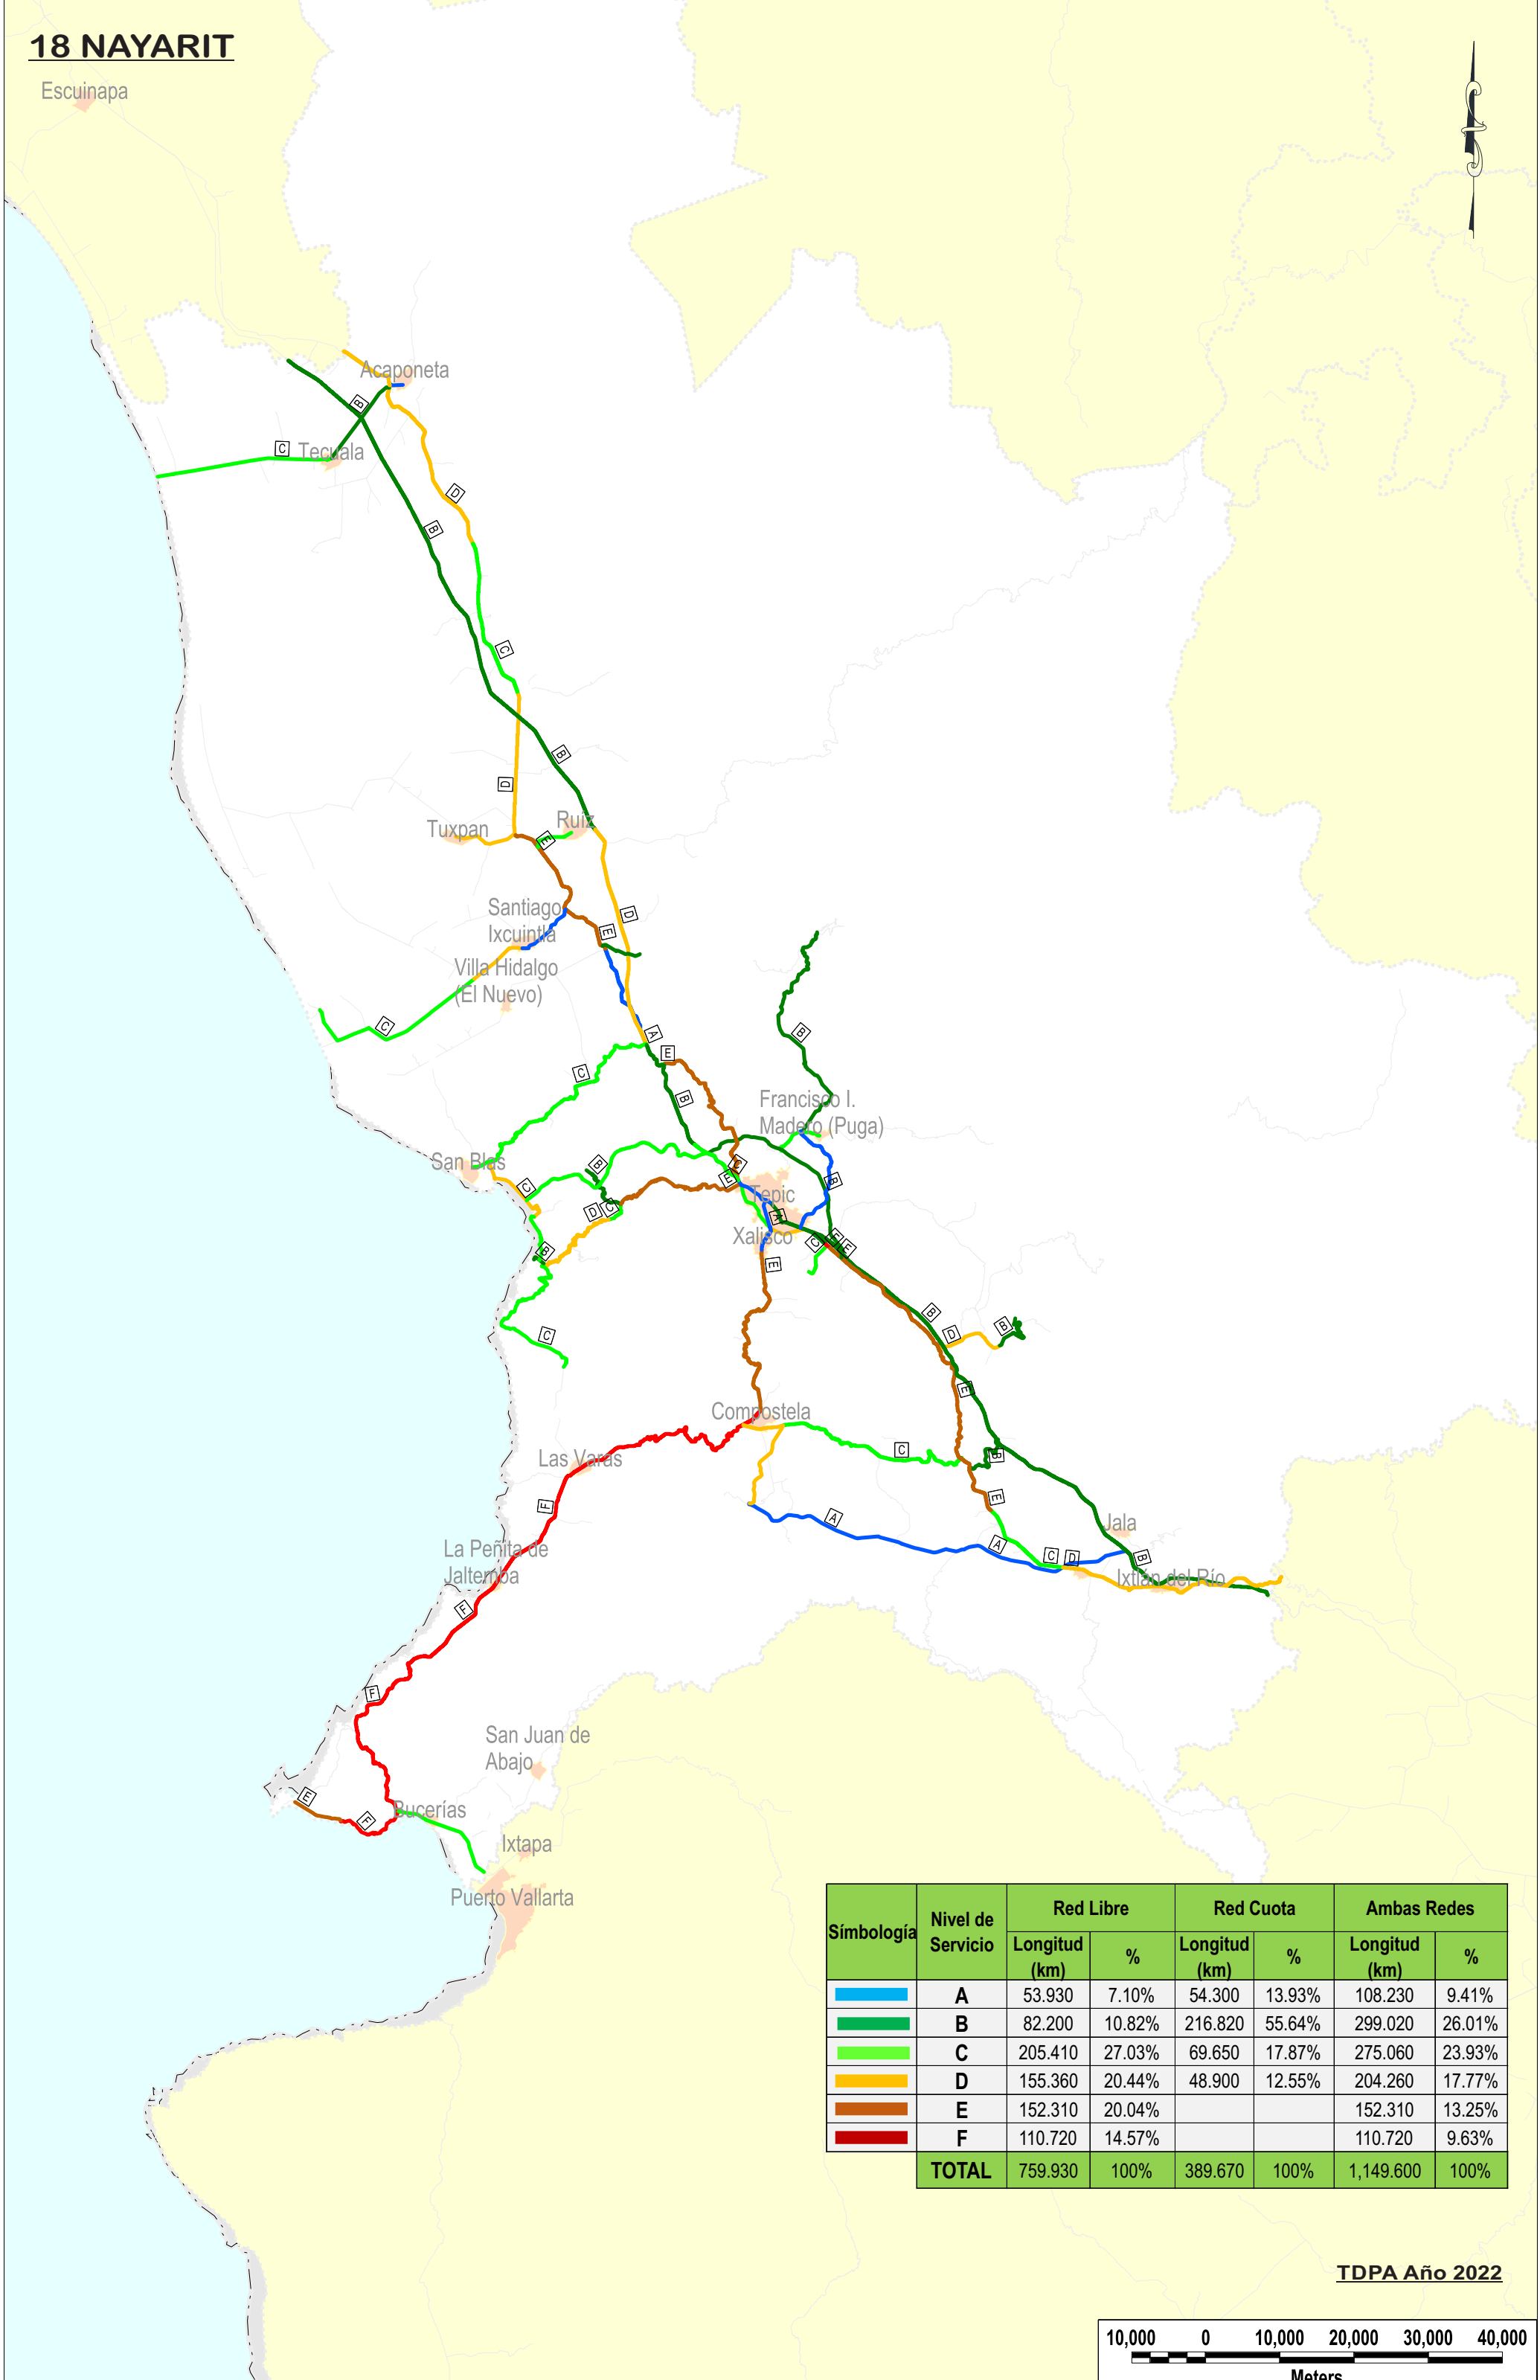 18 NAYARIT
Escuinapa
Acaponeta
B
C
Tecuala
D
B
C
B
D
Tuxpan
Ruiz
E
Santiago
Ixcuintla
D
E
Villa Hidalgo
(El Nuevo)
C
A
E
B
C
B
Francisco I.
Madero (Puga)
San Blas
B
C
C
E
B
Tepic
D
C
A
Xalisco
C
E
E
B
E
C
B
D
B
E
Compostela
C
B
Las Varas
F
E
A
A
Jala
C
D
B
Ixtlán del Río
La Peñita de
Jaltemba
F
F
San Juan de
Abajo
E
F
Bucerías
Ixtapa
Puerto Vallarta
Símbología
Nivel de
Servicio
Red Libre
Red Cuota
Ambas Redes
Longitud
(km)
%
Longitud
(km)
%
Longitud
(km)
%
A 53.930 7.10% 54.300 13.93% 108.230 9.41%
B 82.200 10.82% 216.820 55.64% 299.020 26.01%
C 205.410 27.03% 69.650 17.87% 275.060 23.93%
D 155.360 20.44% 48.900 12.55% 204.260 17.77%
E 152.310 20.04% 152.310 13.25%
F 110.720 14.57% 110.720 9.63%
TOTAL 759.930 100% 389.670 100% 1,149.600 100%
TDPA Año 2022
10,000 0 10,000 20,000 30,000 40,000
Meters